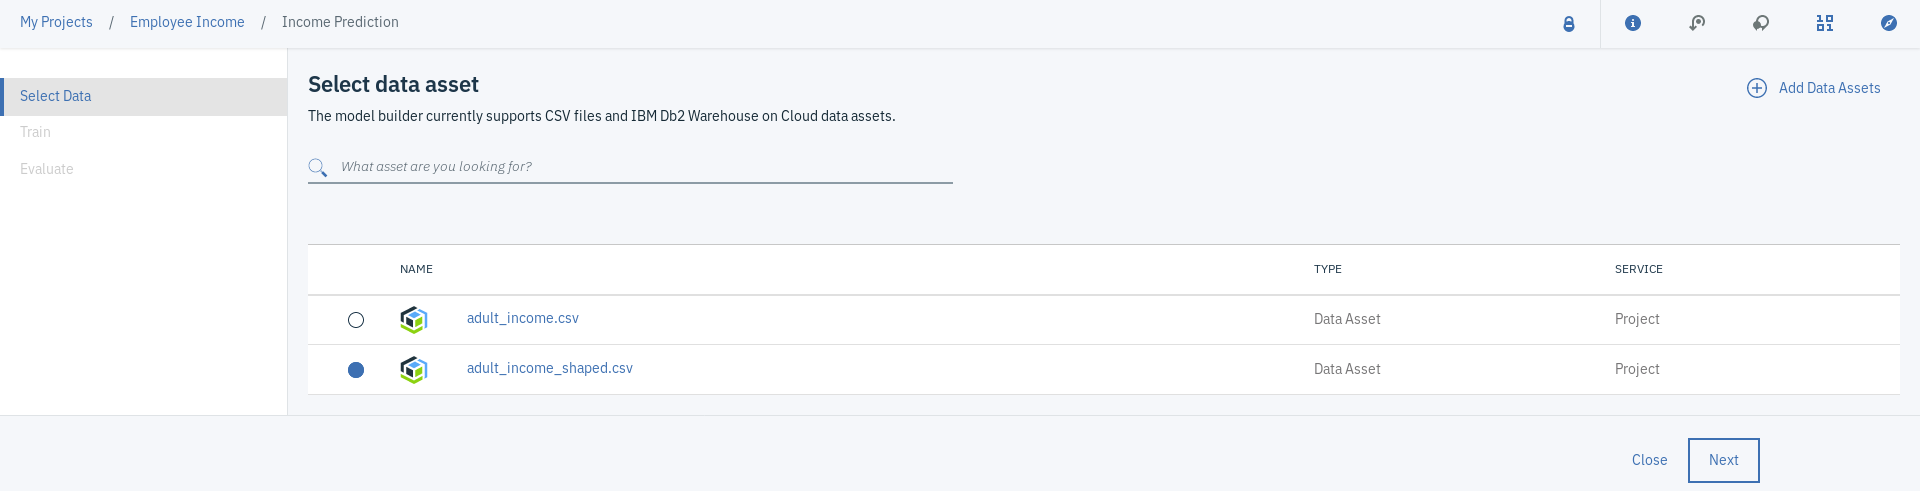 My Projects / Employee Income / Income Prediction
Select Data
Train
Evaluate
Select data asset
Add Data Assets
The model builder currently supports CSV files and IBM Db2 Warehouse on Cloud data assets.
What asset are you looking for?
NAME TYPE SERVICE
adult_income.csv Data Asset Project
adult_income_shaped.csv Data Asset Project
Close Next